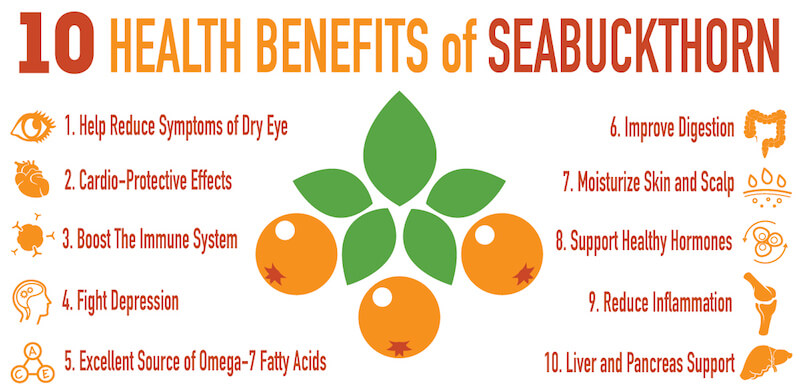 10 HEALTH BENEFITS of SEABUCKTHORN
1. Help Reduce Symptoms of Dry Eye
2. Cardio-Protective Effects
3. Boost The Immune System
4. Fight Depression
5. Excellent Source of Omega-7 Fatty Acids
A
C E
6. Improve Digestion
7. Moisturize Skin and Scalp
8. Support Healthy Hormones
9. Reduce Inflammation
10. Liver and Pancreas Support